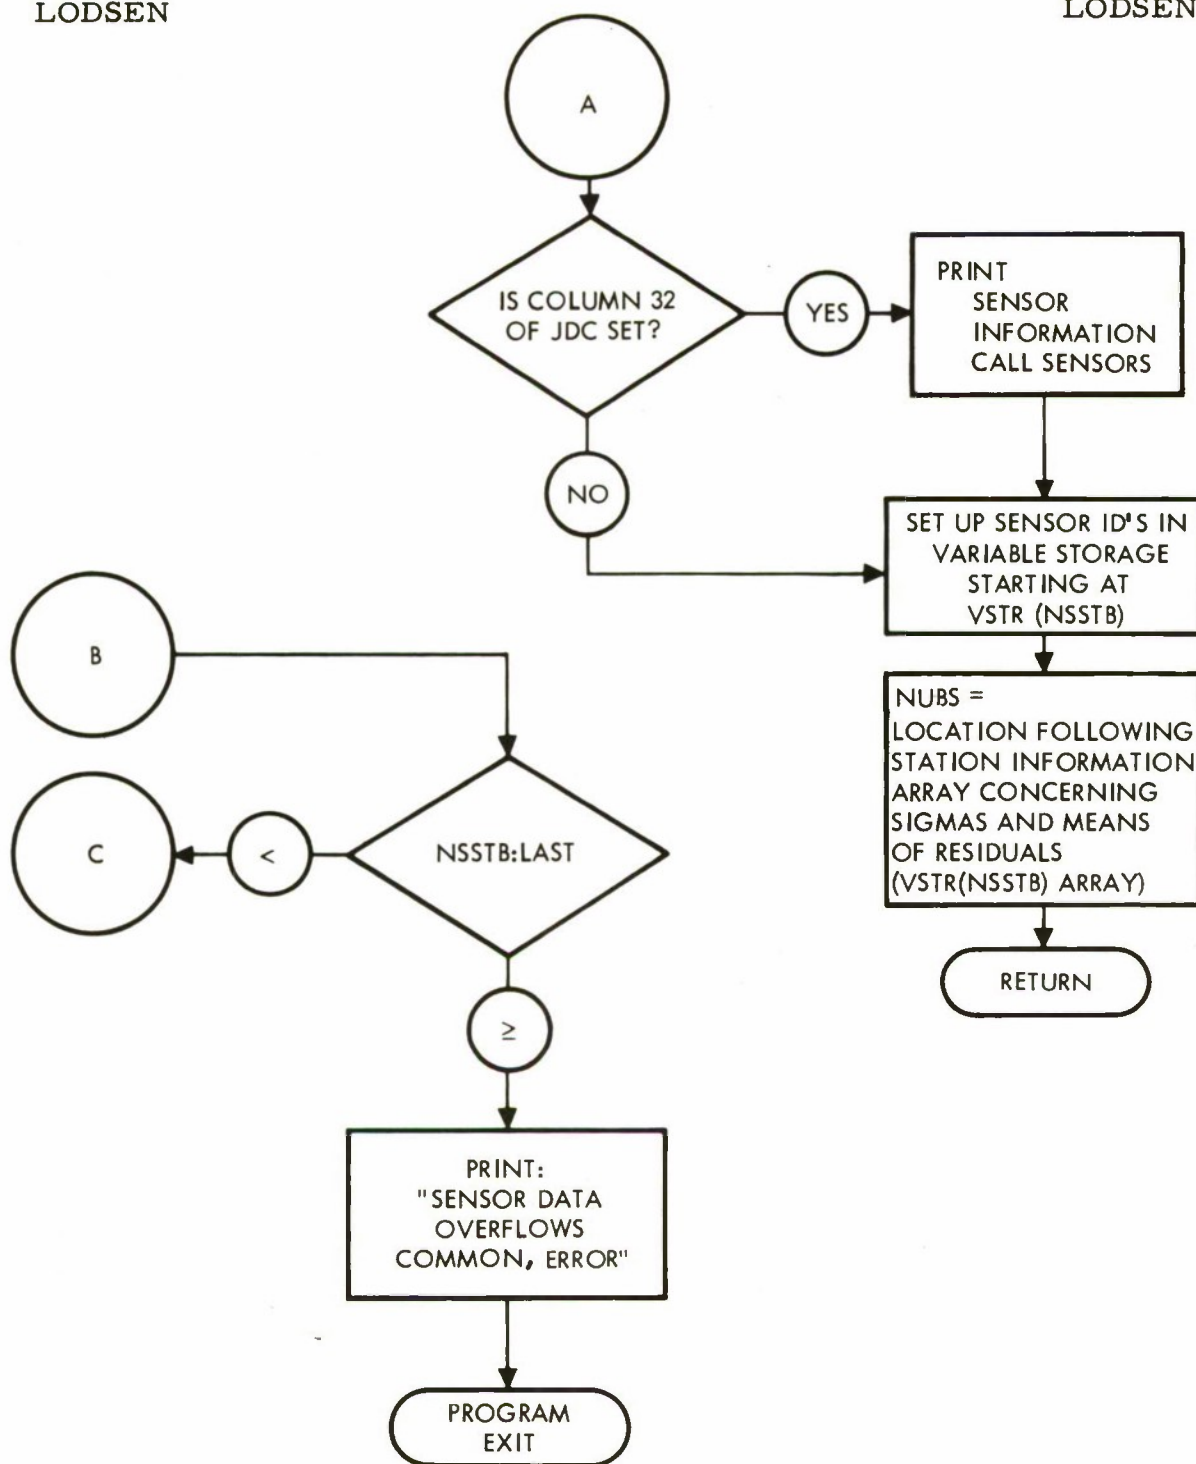 LODSEN
LODSEN
A
IS COLUMN 32
OF JDC SET?
YES
PRINT
SENSOR
INFORMATION
CALL SENSORS
NO
SET UP SENSOR ID'S IN
VARIABLE STORAGE
STARTING AT
VSTR (NSSTB)
NUBS =
LOCATION FOLLOWING
STATION INFORMATION
ARRAY CONCERNING
SIGMAS AND MEANS
OF RESIDUALS
(VSTR(NSSTB) ARRAY)
RETURN
B
NSSTB:LAST
<
C
≥
PRINT:
"SENSOR DATA
OVERFLOWS
COMMON, ERROR"
PROGRAM
EXIT